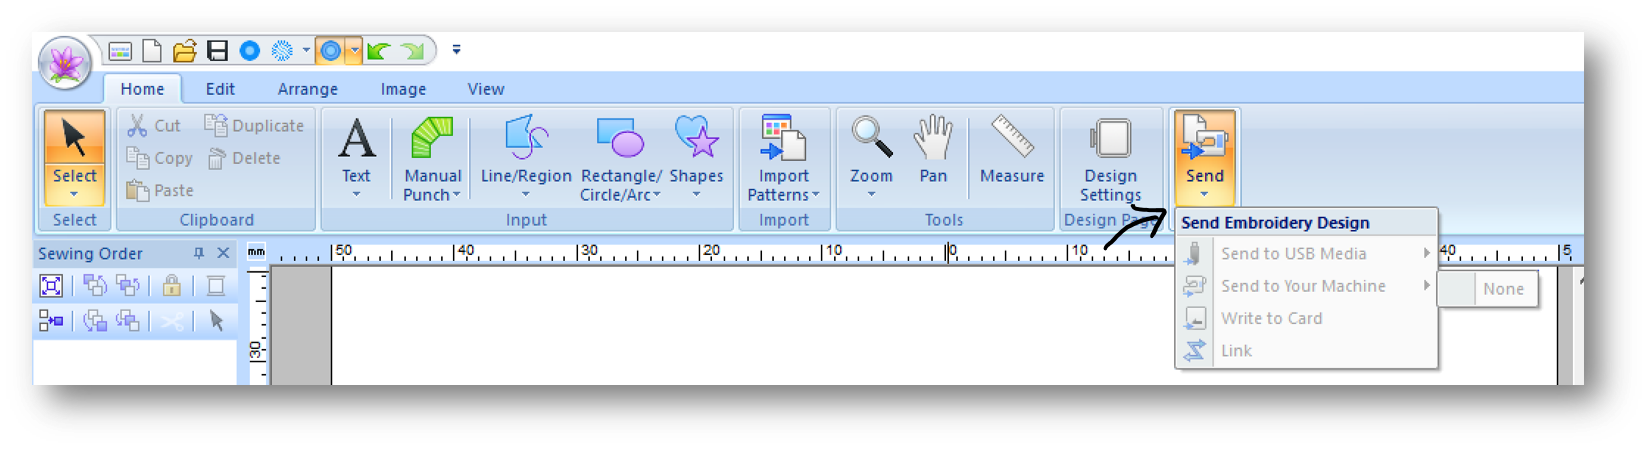 Home Edit Arrange Image View
Select
Cut
Copy
Paste
Duplicate
Delete
Text
Manual
Punch
Line/Region
Rectangle/
Circle/Arc
Shapes
Import
Patterns
Zoom
Pan
Measure
Design
Settings
Send
Select Clipboard Input Import Tools Design Page
Send Embroidery Design
Send to USB Media
Send to Your Machine
None
Write to Card
Link
Sewing Order
mm 50 40 30 20 10 0 10 40 5
30